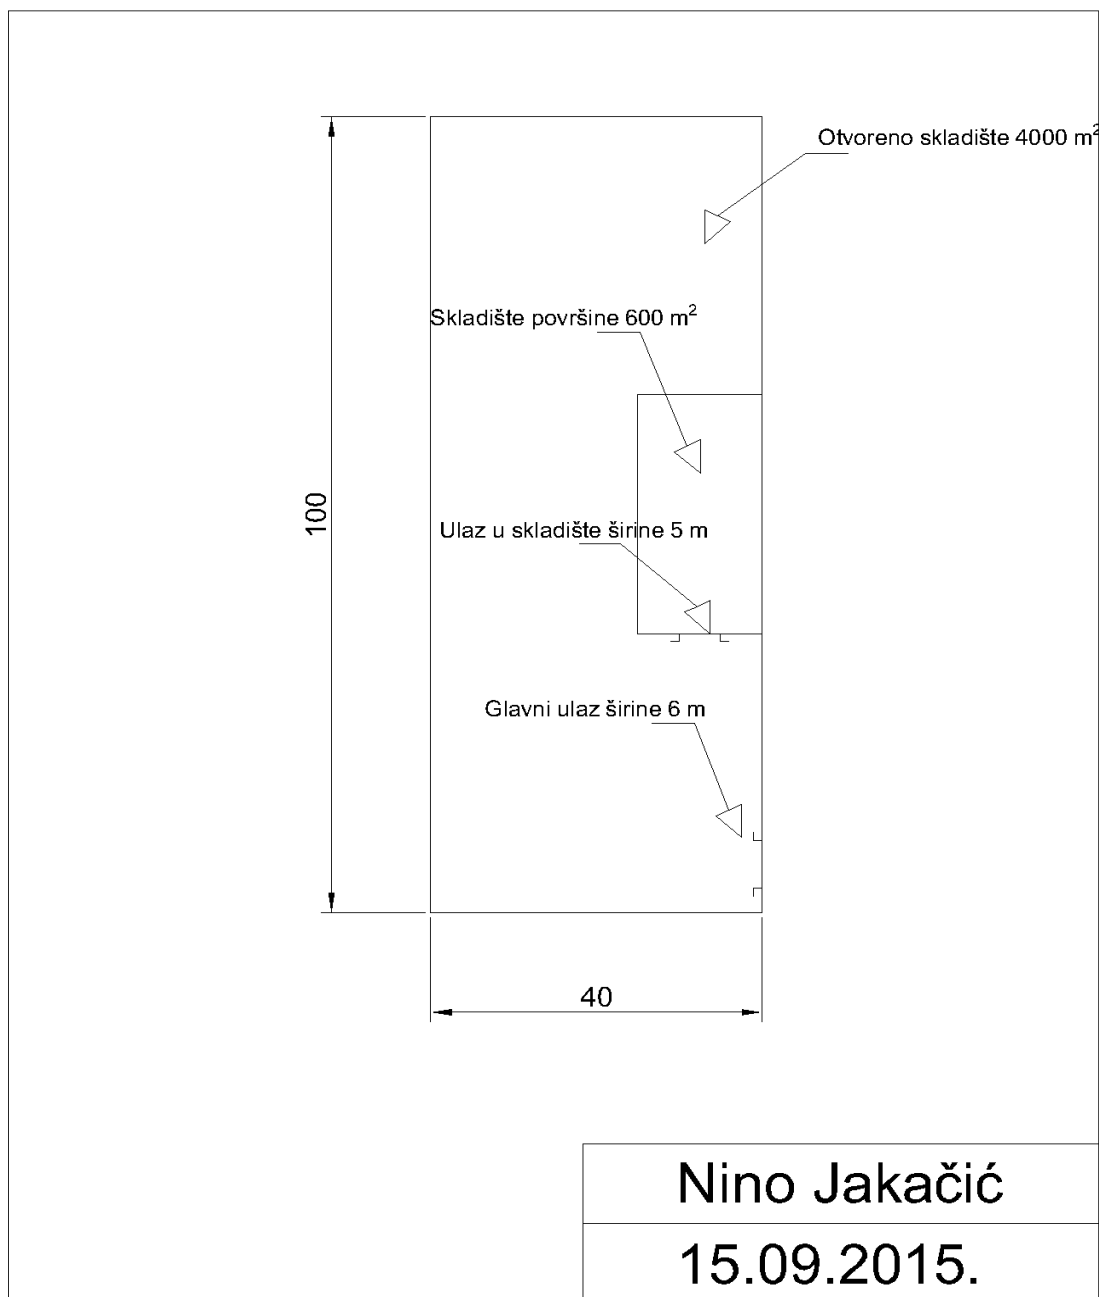 Otvoreno skladište 4000 m²
Skladište površine 600 m²
100
Ulaz u skladište širine 5 m
Glavni ulaz širine 6 m
40
Nino Jakačić
15.09.2015.